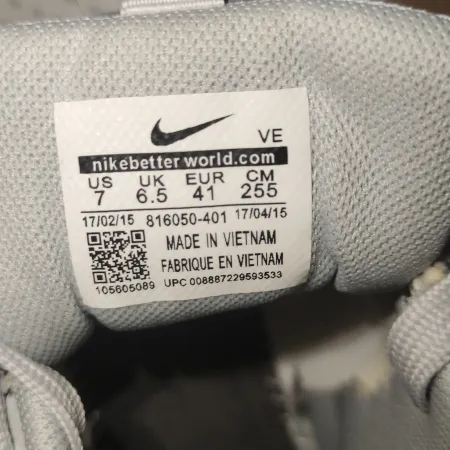 VE
nikebetterworld.com
US UK EUR CM
7 6.5 41 255
17/02/15 816050-401 17/04/15
MADE IN VIETNAM
FABRIQUE EN VIETNAM
105605089 UPC 008887229593533